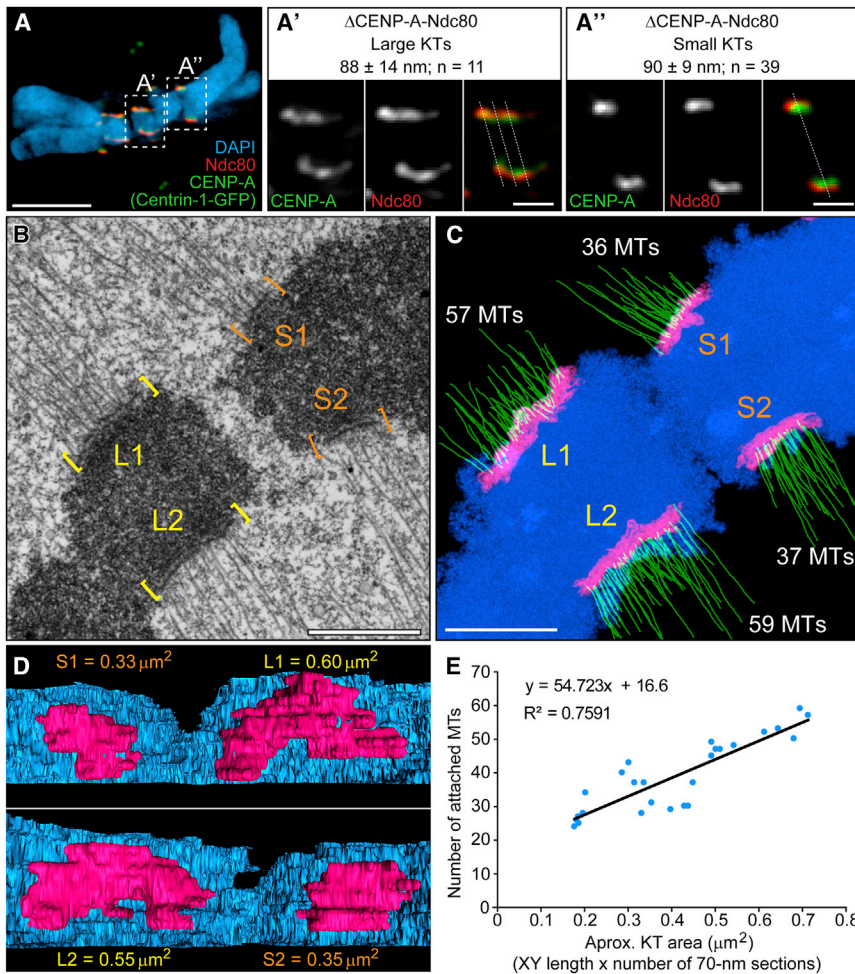 A
A'
A''
DAPI
Ndc80
CENP-A
(Centrin-1-GFP)
A'
ΔCENP-A-Ndc80
Large KTs
88 ± 14 nm; n = 11
CENP-A
Ndc80
A''
ΔCENP-A-Ndc80
Small KTs
90 ± 9 nm; n = 39
CENP-A
Ndc80
B
S1
S2
L1
L2
C
36 MTs
57 MTs
S1
S2
L1
L2
37 MTs
59 MTs
D
S1 = 0.33 μm²
L1 = 0.60 μm²
L2 = 0.55 μm²
S2 = 0.35 μm²
E
y = 54.723x + 16.6
R² = 0.7591
Number of attached MTs
70
60
50
40
30
20
10
0
0 0.1 0.2 0.3 0.4 0.5 0.6 0.7 0.8
Aprox. KT area (μm²)
(XY length x number of 70-nm sections)